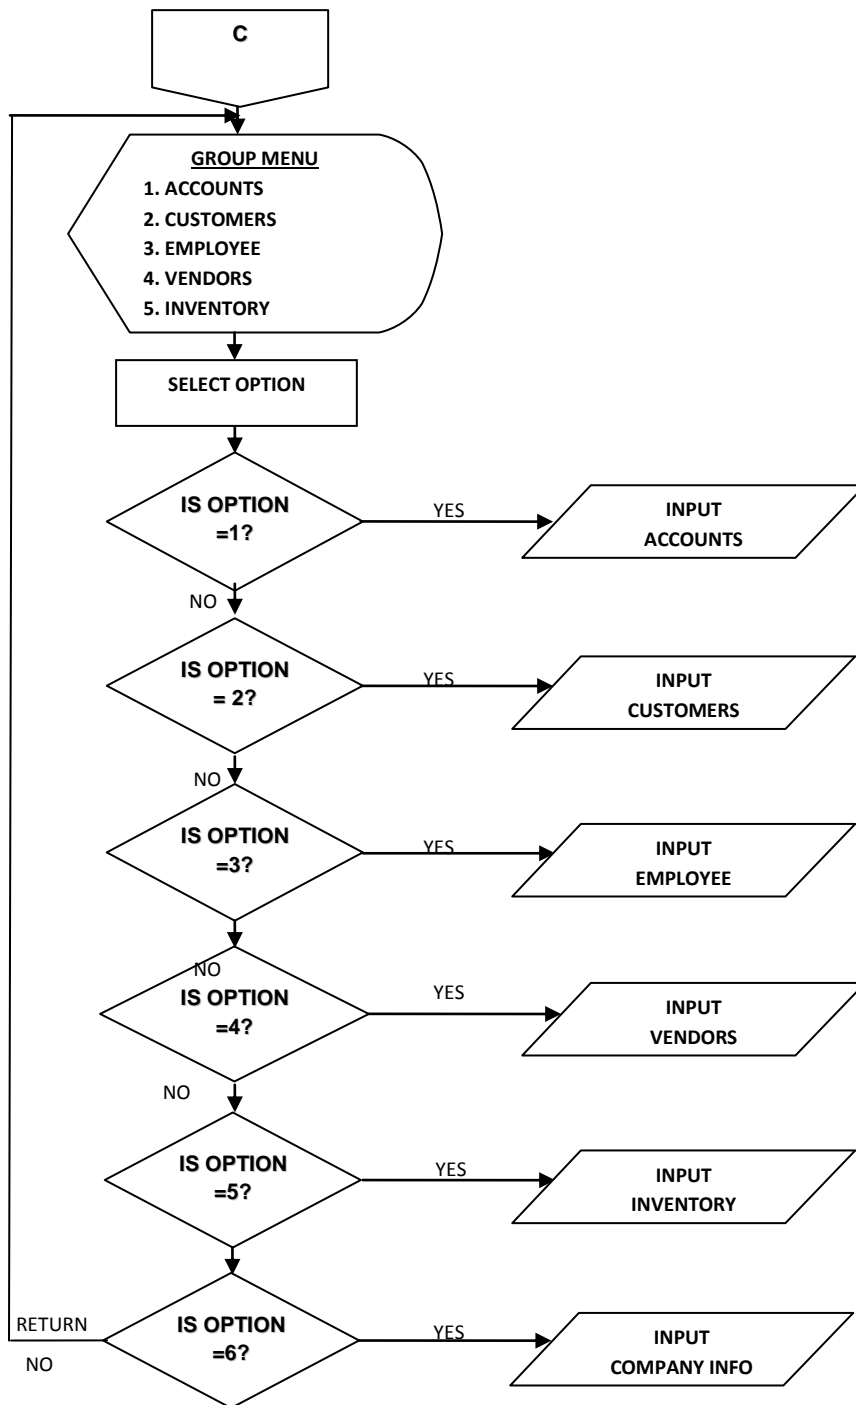 C
GROUP MENU
1. ACCOUNTS
2. CUSTOMERS
3. EMPLOYEE
4. VENDORS
5. INVENTORY
SELECT OPTION
IS OPTION
=1?
YES
INPUT
ACCOUNTS
NO
IS OPTION
= 2?
YES
INPUT
CUSTOMERS
NO
IS OPTION
=3?
YES
INPUT
EMPLOYEE
NO
IS OPTION
=4?
YES
INPUT
VENDORS
NO
IS OPTION
=5?
YES
INPUT
INVENTORY
RETURN
NO
IS OPTION
=6?
YES
INPUT
COMPANY INFO